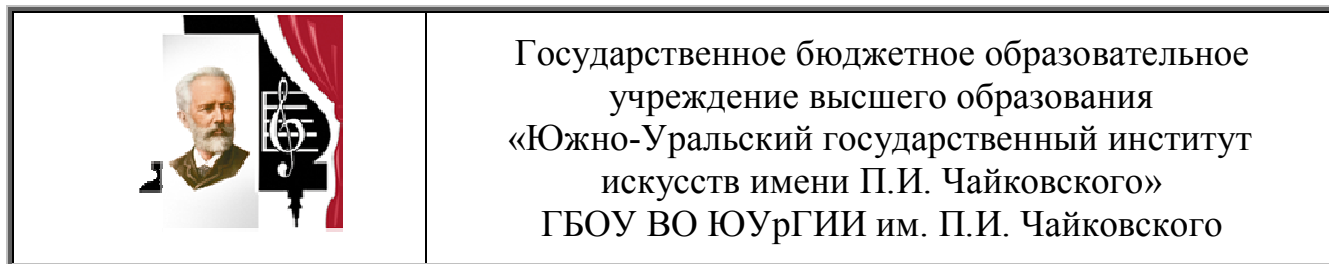 Государственное бюджетное образовательное
учреждение высшего образования
«Южно-Уральский государственный институт
искусств имени П.И. Чайковского»
ГБОУ ВО ЮУрГИИ им. П.И. Чайковского